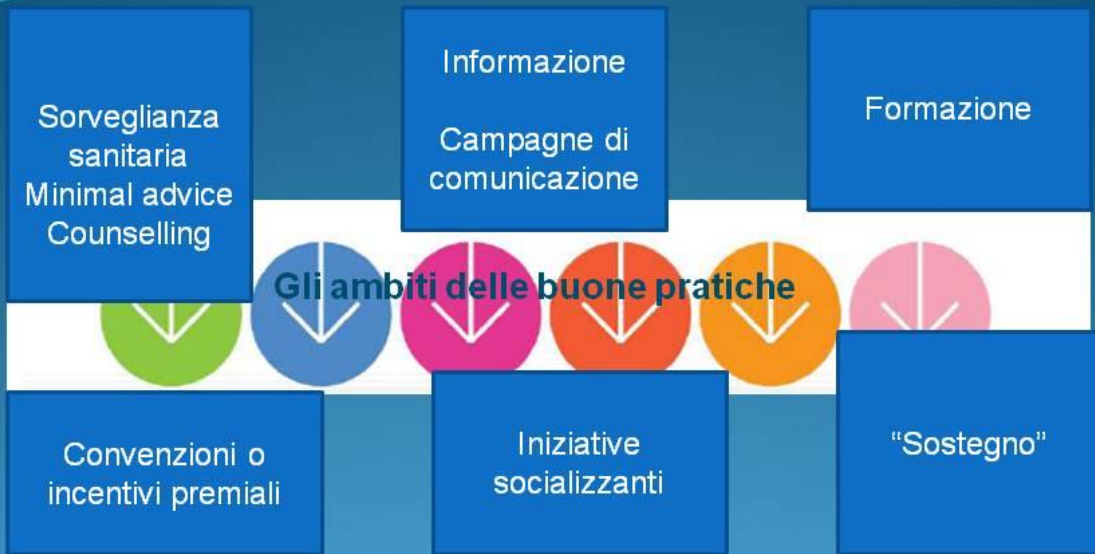 Sorveglianza
sanitaria
Minimal advice
Counselling
Informazione
Campagne di
comunicazione
Formazione
Gli ambiti delle buone pratiche
Convenzioni o
incentivi premiali
Iniziative
socializzanti
“Sostegno”